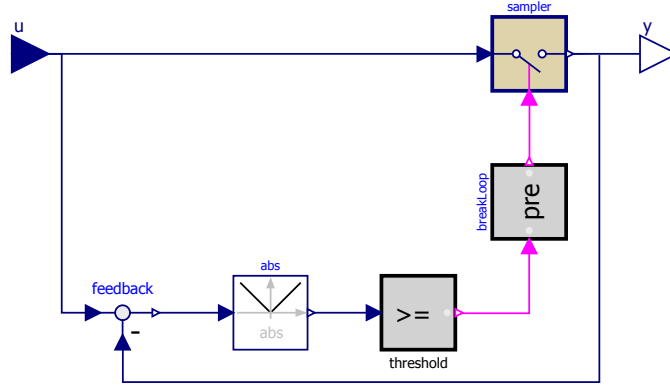 sampler
u
y
breakLoop
pre
feedback
abs
-
abs
>=
threshold